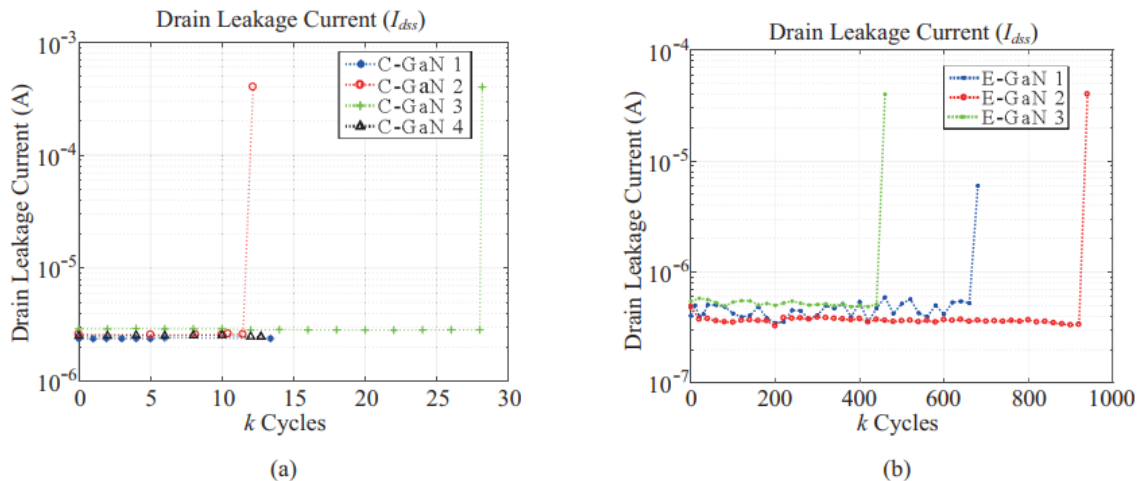 Drain Leakage Current (Idss)
Drain Leakage Current (A)
10-3
10-4
10-5
10-6
C-GaN 1
C-GaN 2
C-GaN 3
C-GaN 4
0 5 10 15 20 25 30
k Cycles
(a)
Drain Leakage Current (Idss)
Drain Leakage Current (A)
10-4
10-5
10-6
10-7
E-GaN 1
E-GaN 2
E-GaN 3
0 200 400 600 800 1000
k Cycles
(b)